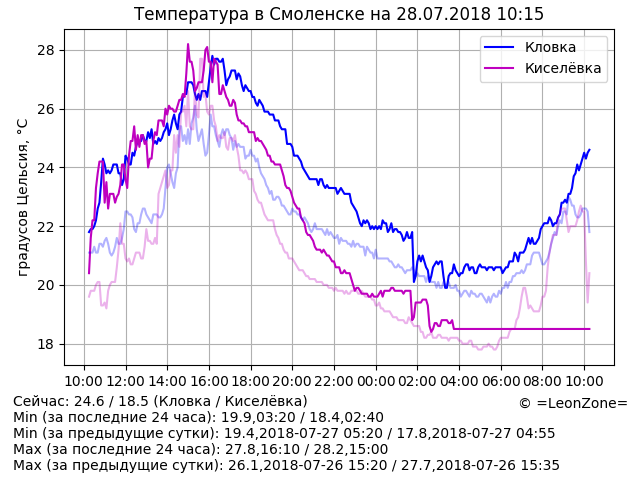 Температура в Смоленске на 28.07.2018 10:15
градусов Цельсия, °C
28
26
24
22
20
18
Кловка
Киселёвка
10:00 12:00 14:00 16:00 18:00 20:00 22:00 00:00 02:00 04:00 06:00 08:00 10:00
Сейчас: 24.6 / 18.5 (Кловка / Киселёвка)
© =LeonZone=
Min (за последние 24 часа): 19.9,03:20 / 18.4,02:40
Min (за предыдущие сутки): 19.4,2018-07-27 05:20 / 17.8,2018-07-27 04:55
Max (за последние 24 часа): 27.8,16:10 / 28.2,15:00
Max (за предыдущие сутки): 26.1,2018-07-26 15:20 / 27.7,2018-07-26 15:35